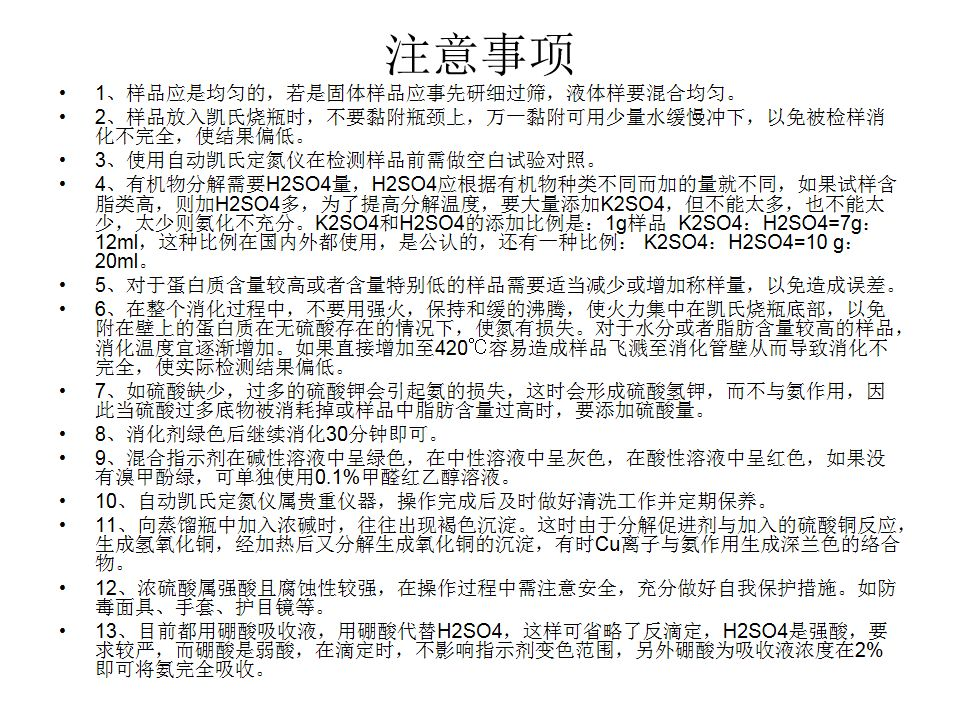 注意事项
• 1、样品应是均匀的，若是固体样品应事先研细过筛，液体样要混合均匀。
• 2、样品放入凯氏烧瓶时，不要黏附瓶颈上，万一黏附可用少量水缓慢冲下，以免被检样消
化不完全，使结果偏低。
• 3、使用自动凯氏定氮仪在检测样品前需做空白试验对照。
• 4、有机物分解需要H2SO4量，H2SO4应根据有机物种类不同而加的量就不同，如果试样含
脂类高，则加H2SO4多，为了提高分解温度，要大量添加K2SO4，但不能太多，也不能太
少，太少则氨化不充分。K2SO4和H2SO4的添加比例是：1g样品 K2SO4：H2SO4=7g：
12ml，这种比例在国内外都使用，是公认的，还有一种比例： K2SO4：H2SO4=10 g：
20ml。
• 5、对于蛋白质含量较高或者含量特别低的样品需要适当减少或增加称样量，以免造成误差。
• 6、在整个消化过程中，不要用强火，保持和缓的沸腾，使火力集中在凯氏烧瓶底部，以免
附在壁上的蛋白质在无硫酸存在的情况下，使氮有损失。对于水分或者脂肪含量较高的样品，
消化温度宜逐渐增加。如果直接增加至420℃容易造成样品飞溅至消化管壁从而导致消化不
完全，使实际检测结果偏低。
• 7、如硫酸缺少，过多的硫酸钾会引起氨的损失，这时会形成硫酸氢钾，而不与氨作用，因
此当硫酸过多底物被消耗掉或样品中脂肪含量过高时，要添加硫酸量。
• 8、消化剂绿色后继续消化30分钟即可。
• 9、混合指示剂在碱性溶液中呈绿色，在中性溶液中呈灰色，在酸性溶液中呈红色，如果没
有溴甲酚绿，可单独使用0.1%甲醛红乙醇溶液。
• 10、自动凯氏定氮仪属贵重仪器，操作完成后及时做好清洗工作并定期保养。
• 11、向蒸馏瓶中加入浓碱时，往往出现褐色沉淀。这时由于分解促进剂与加入的硫酸铜反应，
生成氢氧化铜，经加热后又分解生成氧化铜的沉淀，有时Cu离子与氨作用生成深兰色的络合
物。
• 12、浓硫酸属强酸且腐蚀性较强，在操作过程中需注意安全，充分做好自我保护措施。如防
毒面具、手套、护目镜等。
• 13、目前都用硼酸吸收液，用硼酸代替H2SO4，这样可省略了反滴定，H2SO4是强酸，要
求较严，而硼酸是弱酸，在滴定时，不影响指示剂变色范围，另外硼酸为吸收液浓度在2%
即可将氨完全吸收。